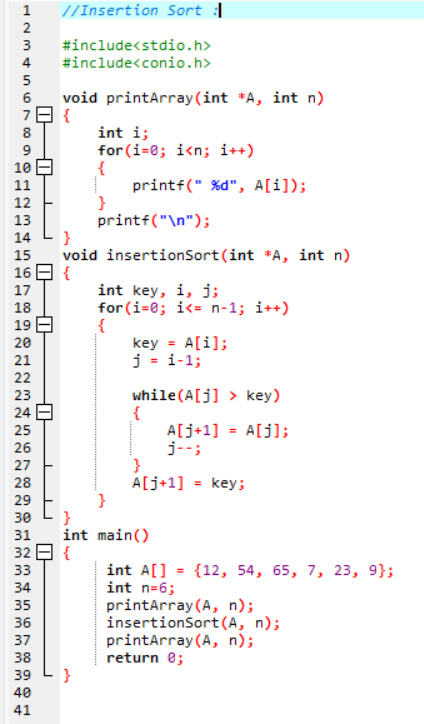 1 //Insertion Sort :
2
3 #include<stdio.h>
4 #include<conio.h>
5
6 void printArray(int *A, int n)
7 {
8     int i;
9     for(i=0; i<n; i++)
10     {
11         printf(" %d", A[i]);
12     }
13     printf("\n");
14 }
15 void insertionSort(int *A, int n)
16 {
17     int key, i, j;
18     for(i=0; i<= n-1; i++)
19     {
20         key = A[i];
21         j = i-1;
22
23         while(A[j] > key)
24         {
25             A[j+1] = A[j];
26             j--;
27         }
28         A[j+1] = key;
29     }
30 }
31 int main()
32 {
33     int A[] = {12, 54, 65, 7, 23, 9};
34     int n=6;
35     printArray(A, n);
36     insertionSort(A, n);
37     printArray(A, n);
38     return 0;
39 }
40
41